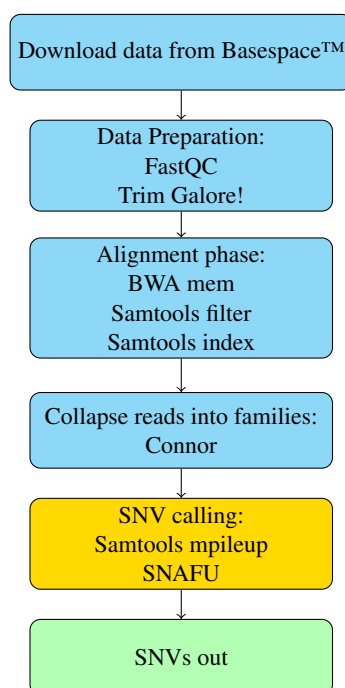 Download data from Basespace™
Data Preparation:
FastQC
Trim Galore!
Alignment phase:
BWA mem
Samtools filter
Samtools index
Collapse reads into families:
Connor
SNV calling:
Samtools mpileup
SNAFU
SNVs out